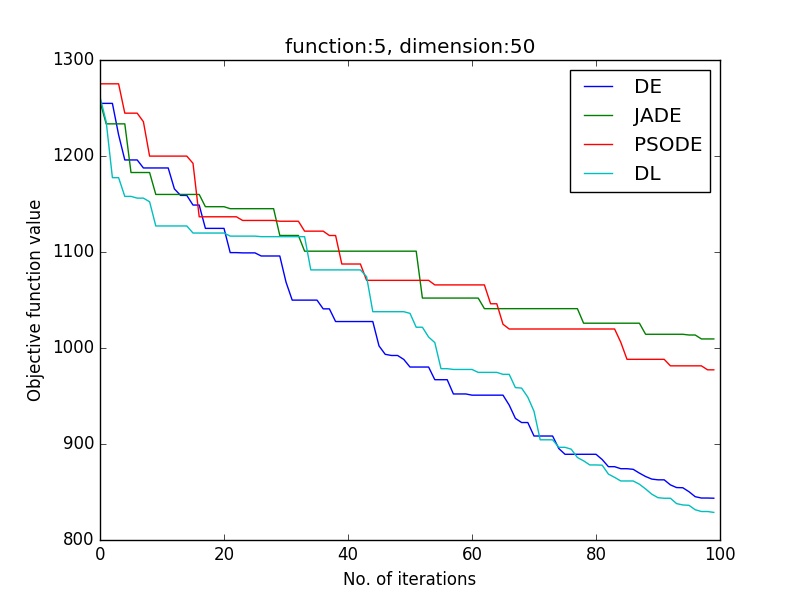 function:5, dimension:50
1300
1200
1100
1000
900
800
Objective function value
DE
JADE
PSODE
DL
0
20
40
60
80
100
No. of iterations